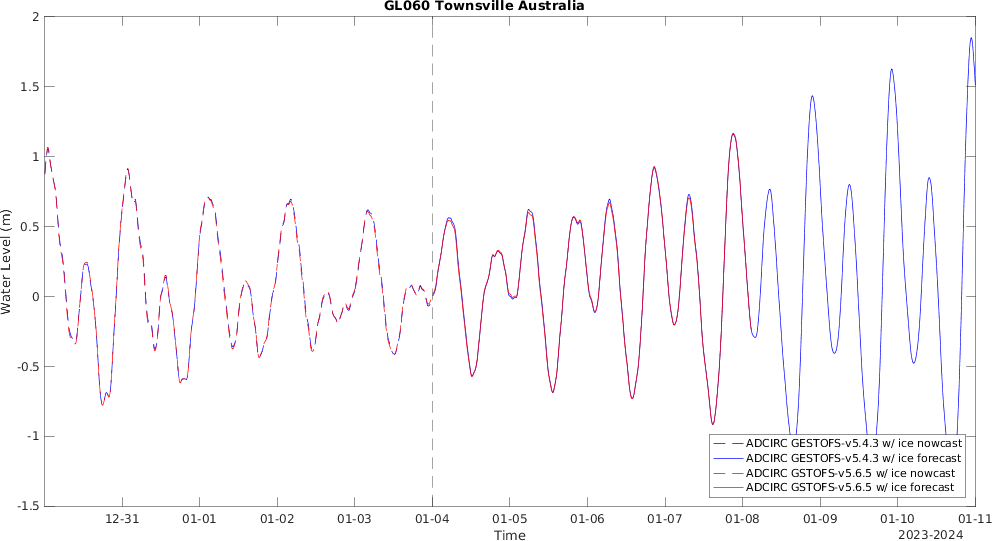 GL060 Townsville Australia
2
1.5
1
0.5
0
-0.5
-1
-1.5
Water Level (m)
ADCIRC GESTOFS-v5.4.3 w/ ice nowcast
ADCIRC GESTOFS-v5.4.3 w/ ice forecast
ADCIRC GSTOFS-v5.6.5 w/ ice nowcast
ADCIRC GSTOFS-v5.6.5 w/ ice forecast
12-31 01-01 01-02 01-03 01-04 01-05 01-06 01-07 01-08 01-09 01-10 01-11
Time
2023-2024